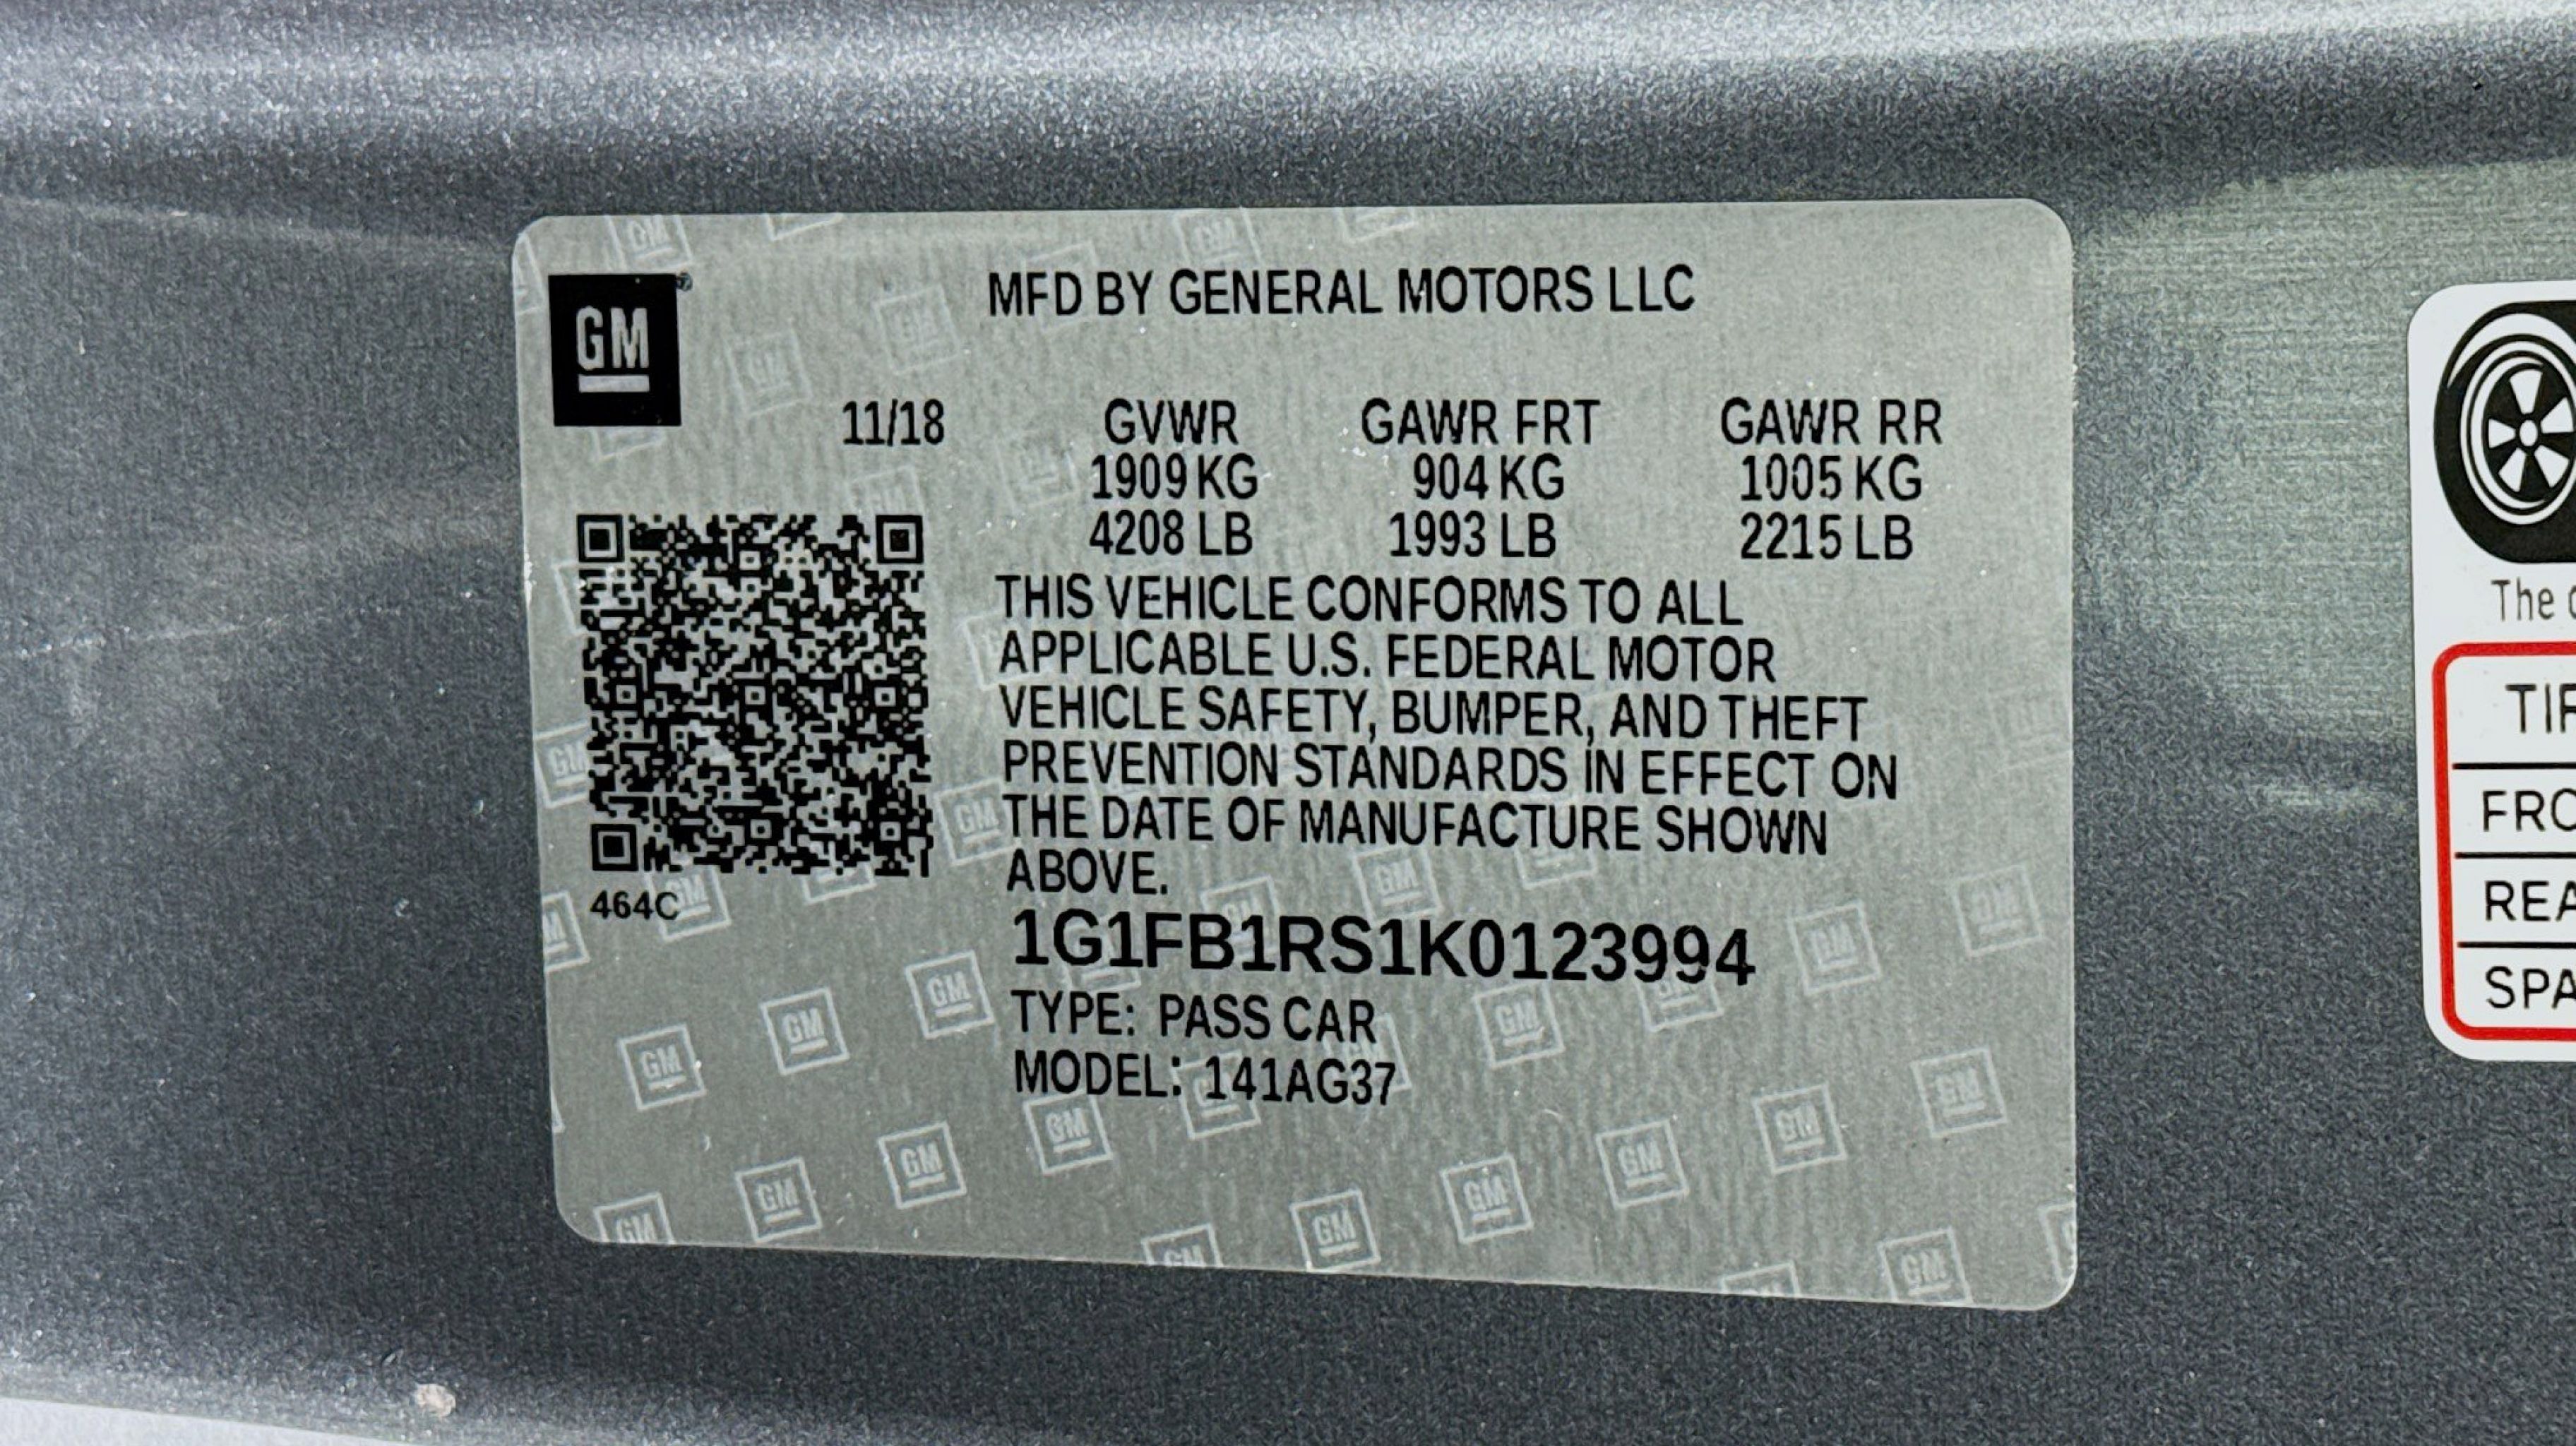 GM
MFD BY GENERAL MOTORS LLC
11/18 GVWR GAWR FRT GAWR RR
1909 KG 904 KG 1005 KG
4208 LB 1993 LB 2215 LB
THIS VEHICLE CONFORMS TO ALL
APPLICABLE U.S. FEDERAL MOTOR
VEHICLE SAFETY, BUMPER, AND THEFT
PREVENTION STANDARDS IN EFFECT ON
THE DATE OF MANUFACTURE SHOWN
ABOVE.
464C
1G1FB1RS1K0123994
TYPE: PASS CAR
MODEL: 141AG37
The